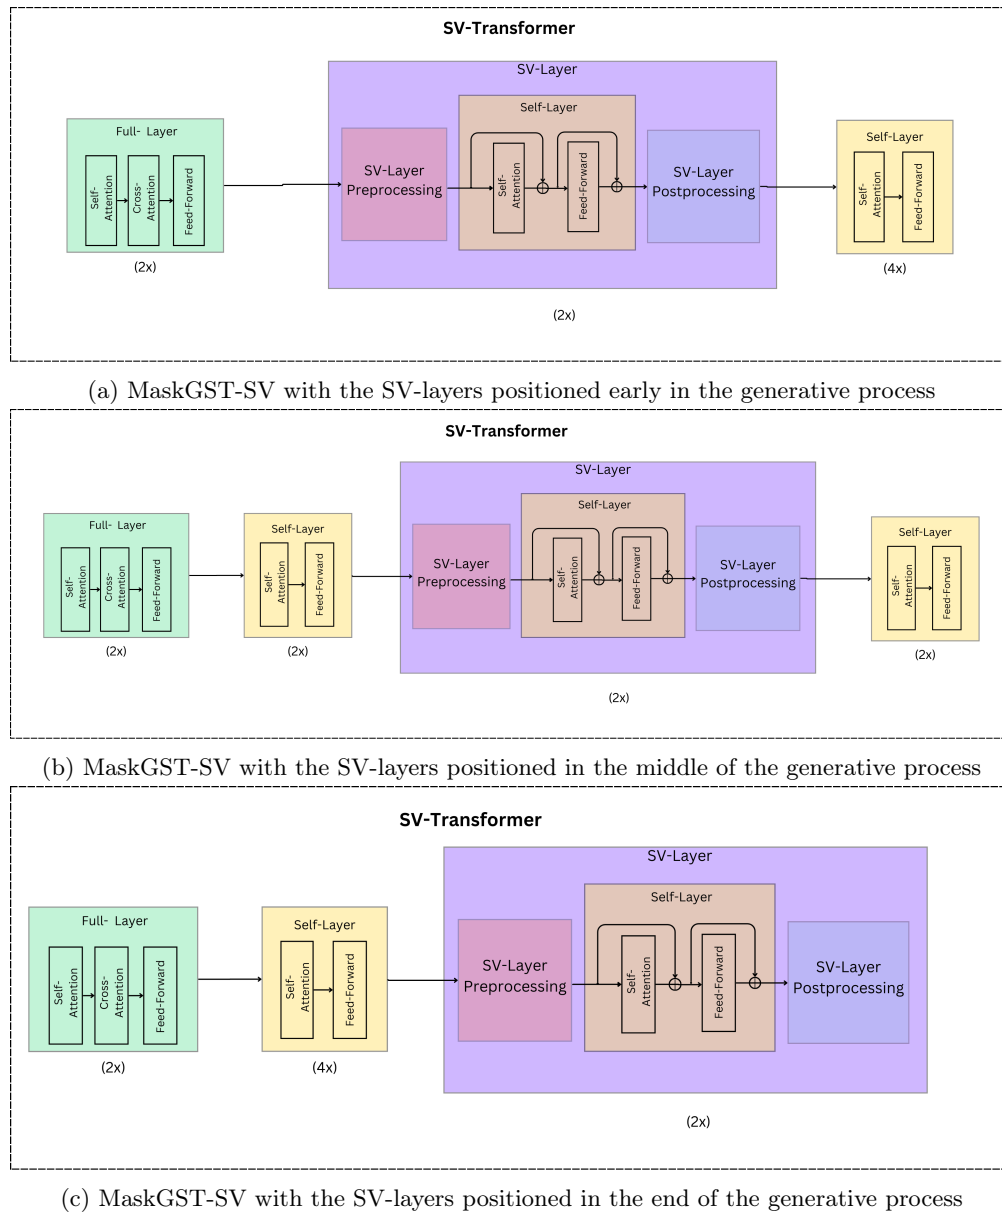 SV-Transformer
SV-Layer
Self-Layer
Full- Layer
Self-Layer
SV-Layer
Preprocessing
SV-Layer
Postprocessing
Self-
Attention
Cross-
Attention
Feed-Forward
Self-
Attention
Feed-Forward
Self-
Attention
Feed-Forward
(2x)
(4x)
(2x)
(a) MaskGST-SV with the SV-layers positioned early in the generative process
SV-Transformer
SV-Layer
Full- Layer
Self-Layer
Self-Layer
Self-Layer
SV-Layer
Preprocessing
SV-Layer
Postprocessing
Self-
Attention
Cross-
Attention
Feed-Forward
Self-
Attention
Feed-Forward
Self-
Attention
Feed-Forward
Self-
Attention
Feed-Forward
(2x)
(2x)
(2x)
(2x)
(b) MaskGST-SV with the SV-layers positioned in the middle of the generative process
SV-Transformer
SV-Layer
Full- Layer
Self-Layer
Self-Layer
SV-Layer
Preprocessing
SV-Layer
Postprocessing
Self-
Attention
Cross-
Attention
Feed-Forward
Self-
Attention
Feed-Forward
Self-
Attention
Feed-Forward
(2x)
(4x)
(2x)
(c) MaskGST-SV with the SV-layers positioned in the end of the generative process